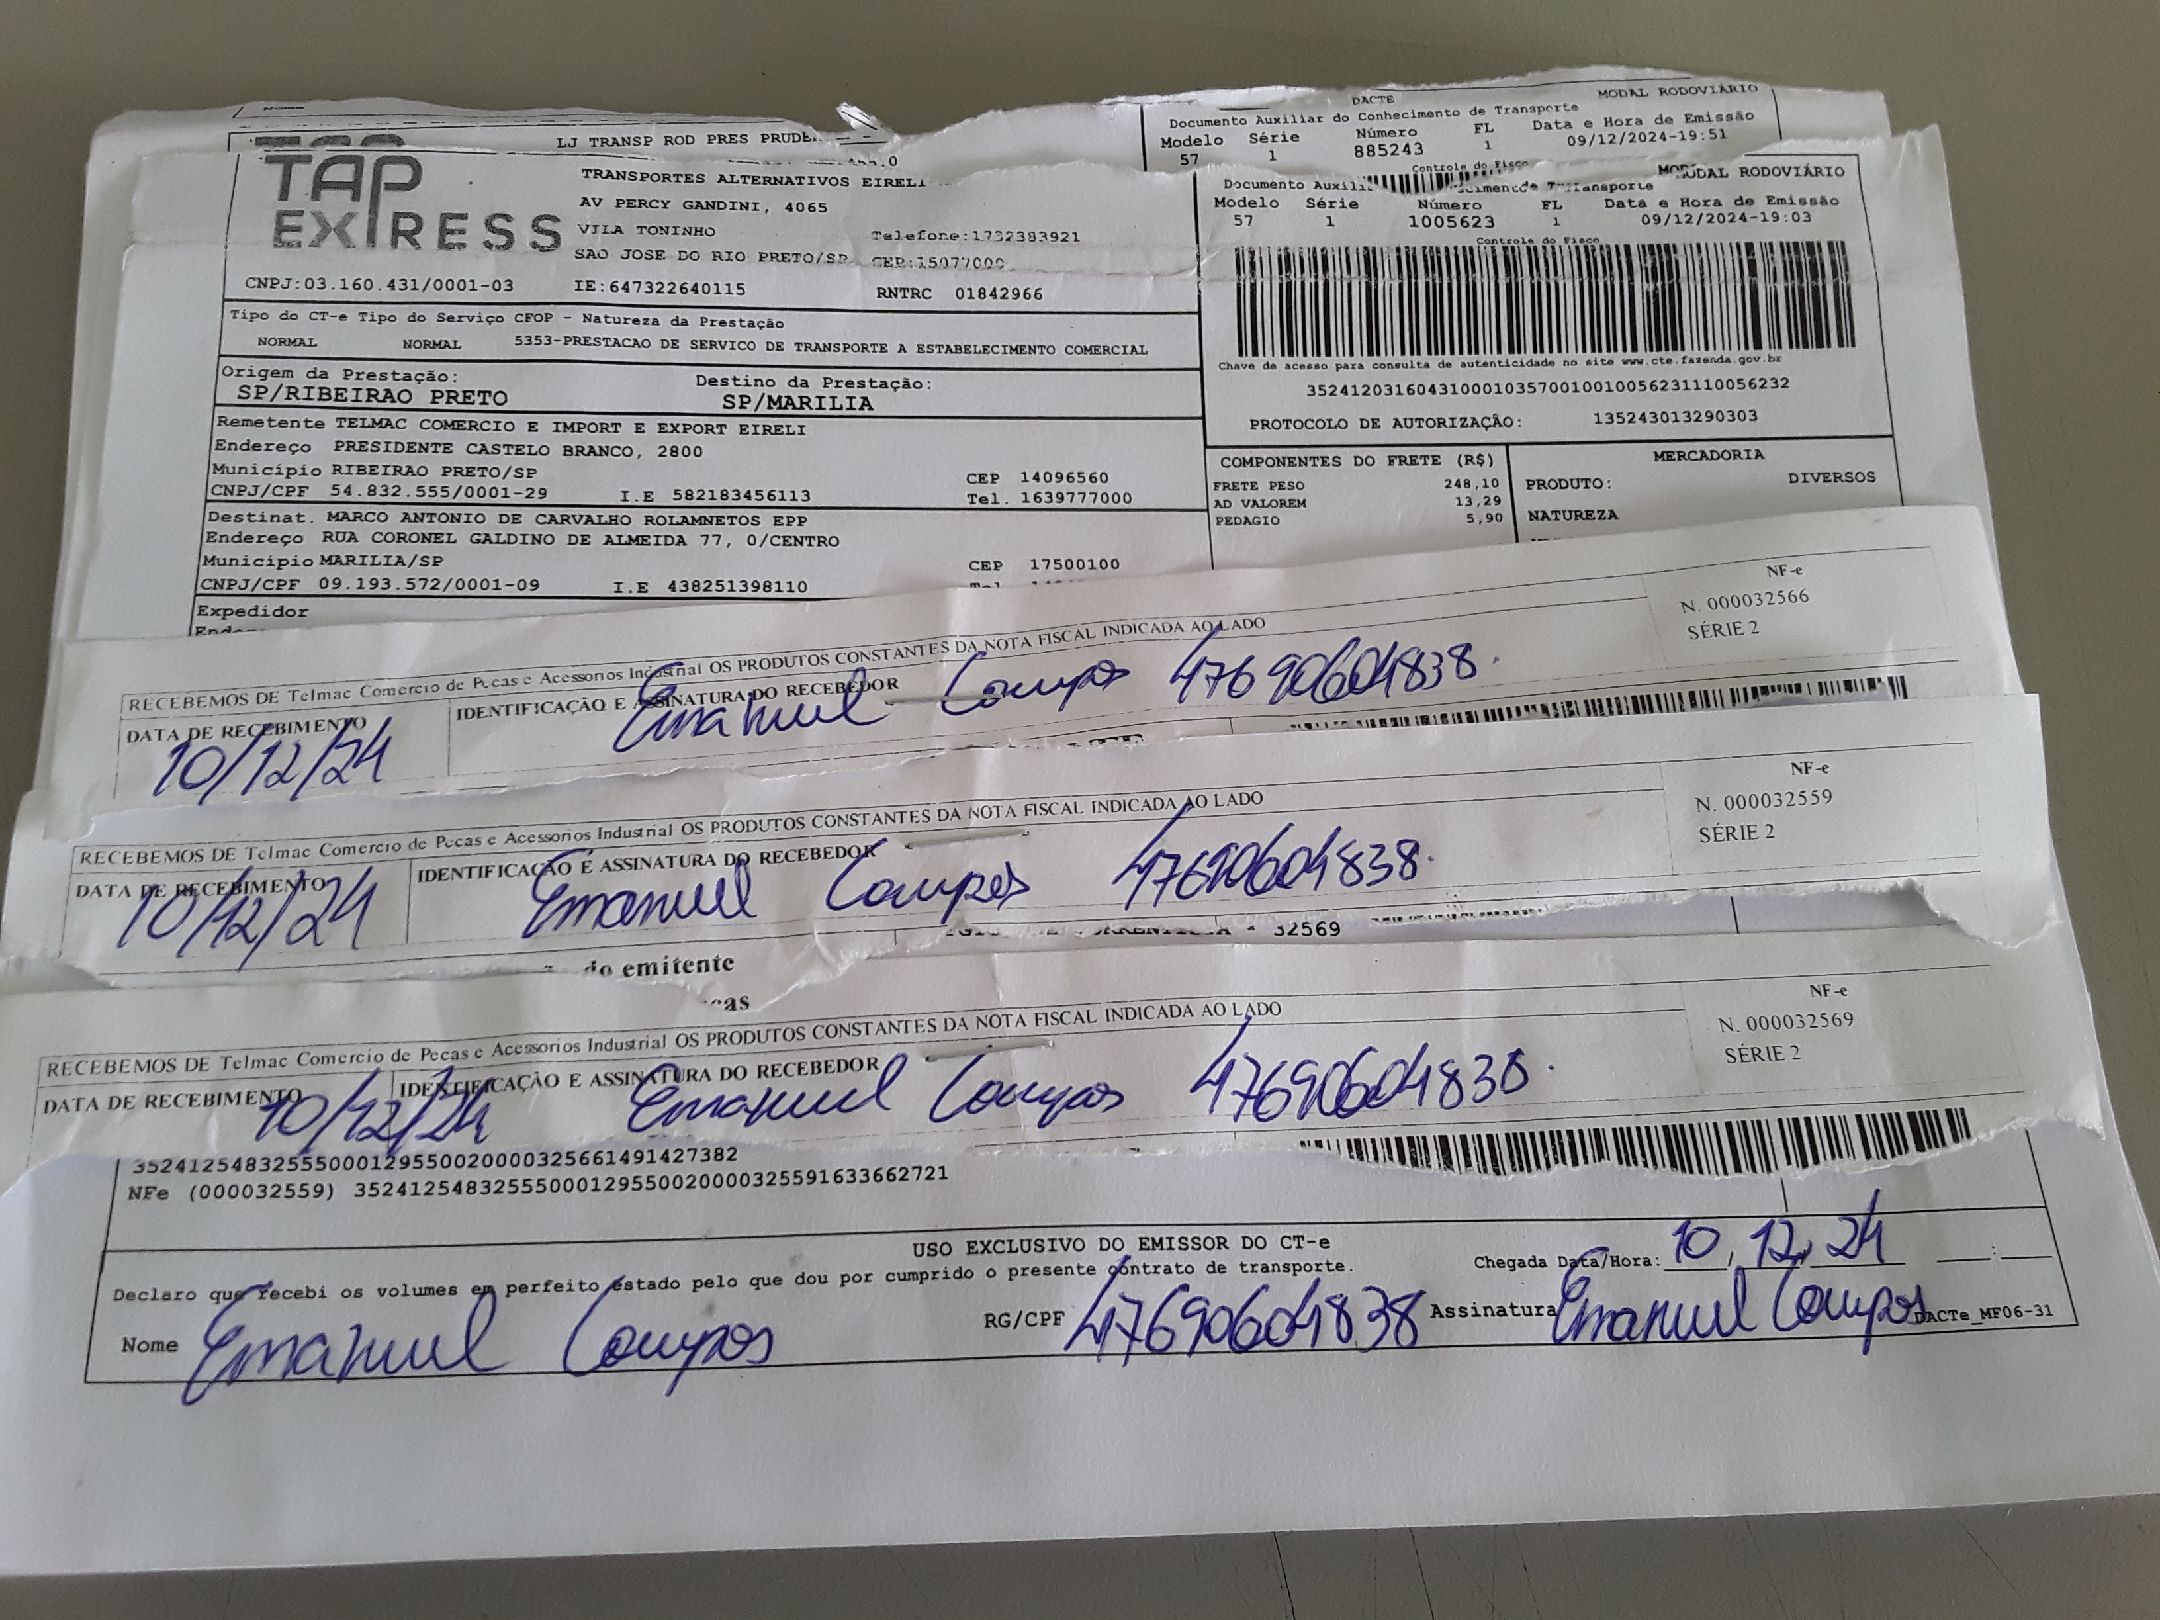 DACTE
MODAL RODOVIÁRIO
LJ TRANSP ROD PRES
Documento Auxiliar do Conhecimento de Transporte
Modelo Série Número FL Data e Hora de Emissão
57 1 885243 1 09/12/2024-19:51
Controle do Fisco
TAP EXPRESS
TRANSPORTES ALTERNATIVOS EIRELI
AV PERCY GANDINI, 4065
VILA TONINHO Telefone:1732393921
SAO JOSE DO RIO PRETO/SP CEP:15077000
CNPJ:03.160.431/0001-03 IE:647322640115 RNTRC 01842966
MODAL RODOVIÁRIO
Documento Transporte
Modelo Série Número FL Data e Hora de Emissão
57 1 1005623 1 09/12/2024-19:03
Controle do Fisco
Tipo do CT-e Tipo do Serviço CFOP - Natureza da Prestação
NORMAL NORMAL 5353-PRESTACAO DE SERVICO DE TRANSPORTE A ESTABELECIMENTO COMERCIAL
Chave de acesso para consulta de autenticidade no site www.cte.fazenda.gov.br
35241203160431000103570010010056231110056232
PROTOCOLO DE AUTORIZAÇÃO: 135243013290303
Origem da Prestação: Destino da Prestação:
SP/RIBEIRAO PRETO SP/MARILIA
Remetente TELMAC COMERCIO E IMPORT E EXPORT EIRELI
Endereço PRESIDENTE CASTELO BRANCO, 2800
Município RIBEIRAO PRETO/SP CEP 14096560
CNPJ/CPF 54.832.555/0001-29 I.E 582183456113 Tel. 1639777000
COMPONENTES DO FRETE (R$)
FRETE PESO 248,10
AD VALOREM 13,29
PEDAGIO 5,90
MERCADORIA
PRODUTO: DIVERSOS
NATUREZA
Destinat. MARCO ANTONIO DE CARVALHO ROLAMNETOS EPP
Endereço RUA CORONEL GALDINO DE ALMEIDA 77, 0/CENTRO
Município MARILIA/SP CEP 17500100
CNPJ/CPF 09.193.572/0001-09 I.E 438251398110
Expedidor
RECEBEMOS DE Telmac Comercio de Pecas e Acessorios Industrial OS PRODUTOS CONSTANTES DA NOTA FISCAL INDICADA AO LADO
NF-e
N. 000032566
SÉRIE 2
DATA DE RECEBIMENTO IDENTIFICAÇÃO E ASSINATURA DO RECEBEDOR
10/12/24 Emanuel Campos 47690604838.
RECEBEMOS DE Telmac Comercio de Pecas e Acessorios Industrial OS PRODUTOS CONSTANTES DA NOTA FISCAL INDICADA AO LADO
NF-e
N. 000032559
SÉRIE 2
DATA DE RECEBIMENTO IDENTIFICAÇÃO E ASSINATURA DO RECEBEDOR
10/12/24 Emanuel Campos 47690604838.
32569
do emitente
RECEBEMOS DE Telmac Comercio de Pecas e Acessorios Industrial OS PRODUTOS CONSTANTES DA NOTA FISCAL INDICADA AO LADO
NF-e
N. 000032569
SÉRIE 2
DATA DE RECEBIMENTO IDENTIFICAÇÃO E ASSINATURA DO RECEBEDOR
10/12/24 Emanuel Campos 47690604838.
35241254832555000129550020000325661491427382
NFe (000032559) 35241254832555000129550020000325591633662721
USO EXCLUSIVO DO EMISSOR DO CT-e
Declaro que recebi os volumes em perfeito estado pelo que dou por cumprido o presente contrato de transporte.
Chegada Data/Hora: 10, 12, 24
Nome Emanuel Campos RG/CPF 47690604838 Assinatura Emanuel Campos
DACTe_MF06-31